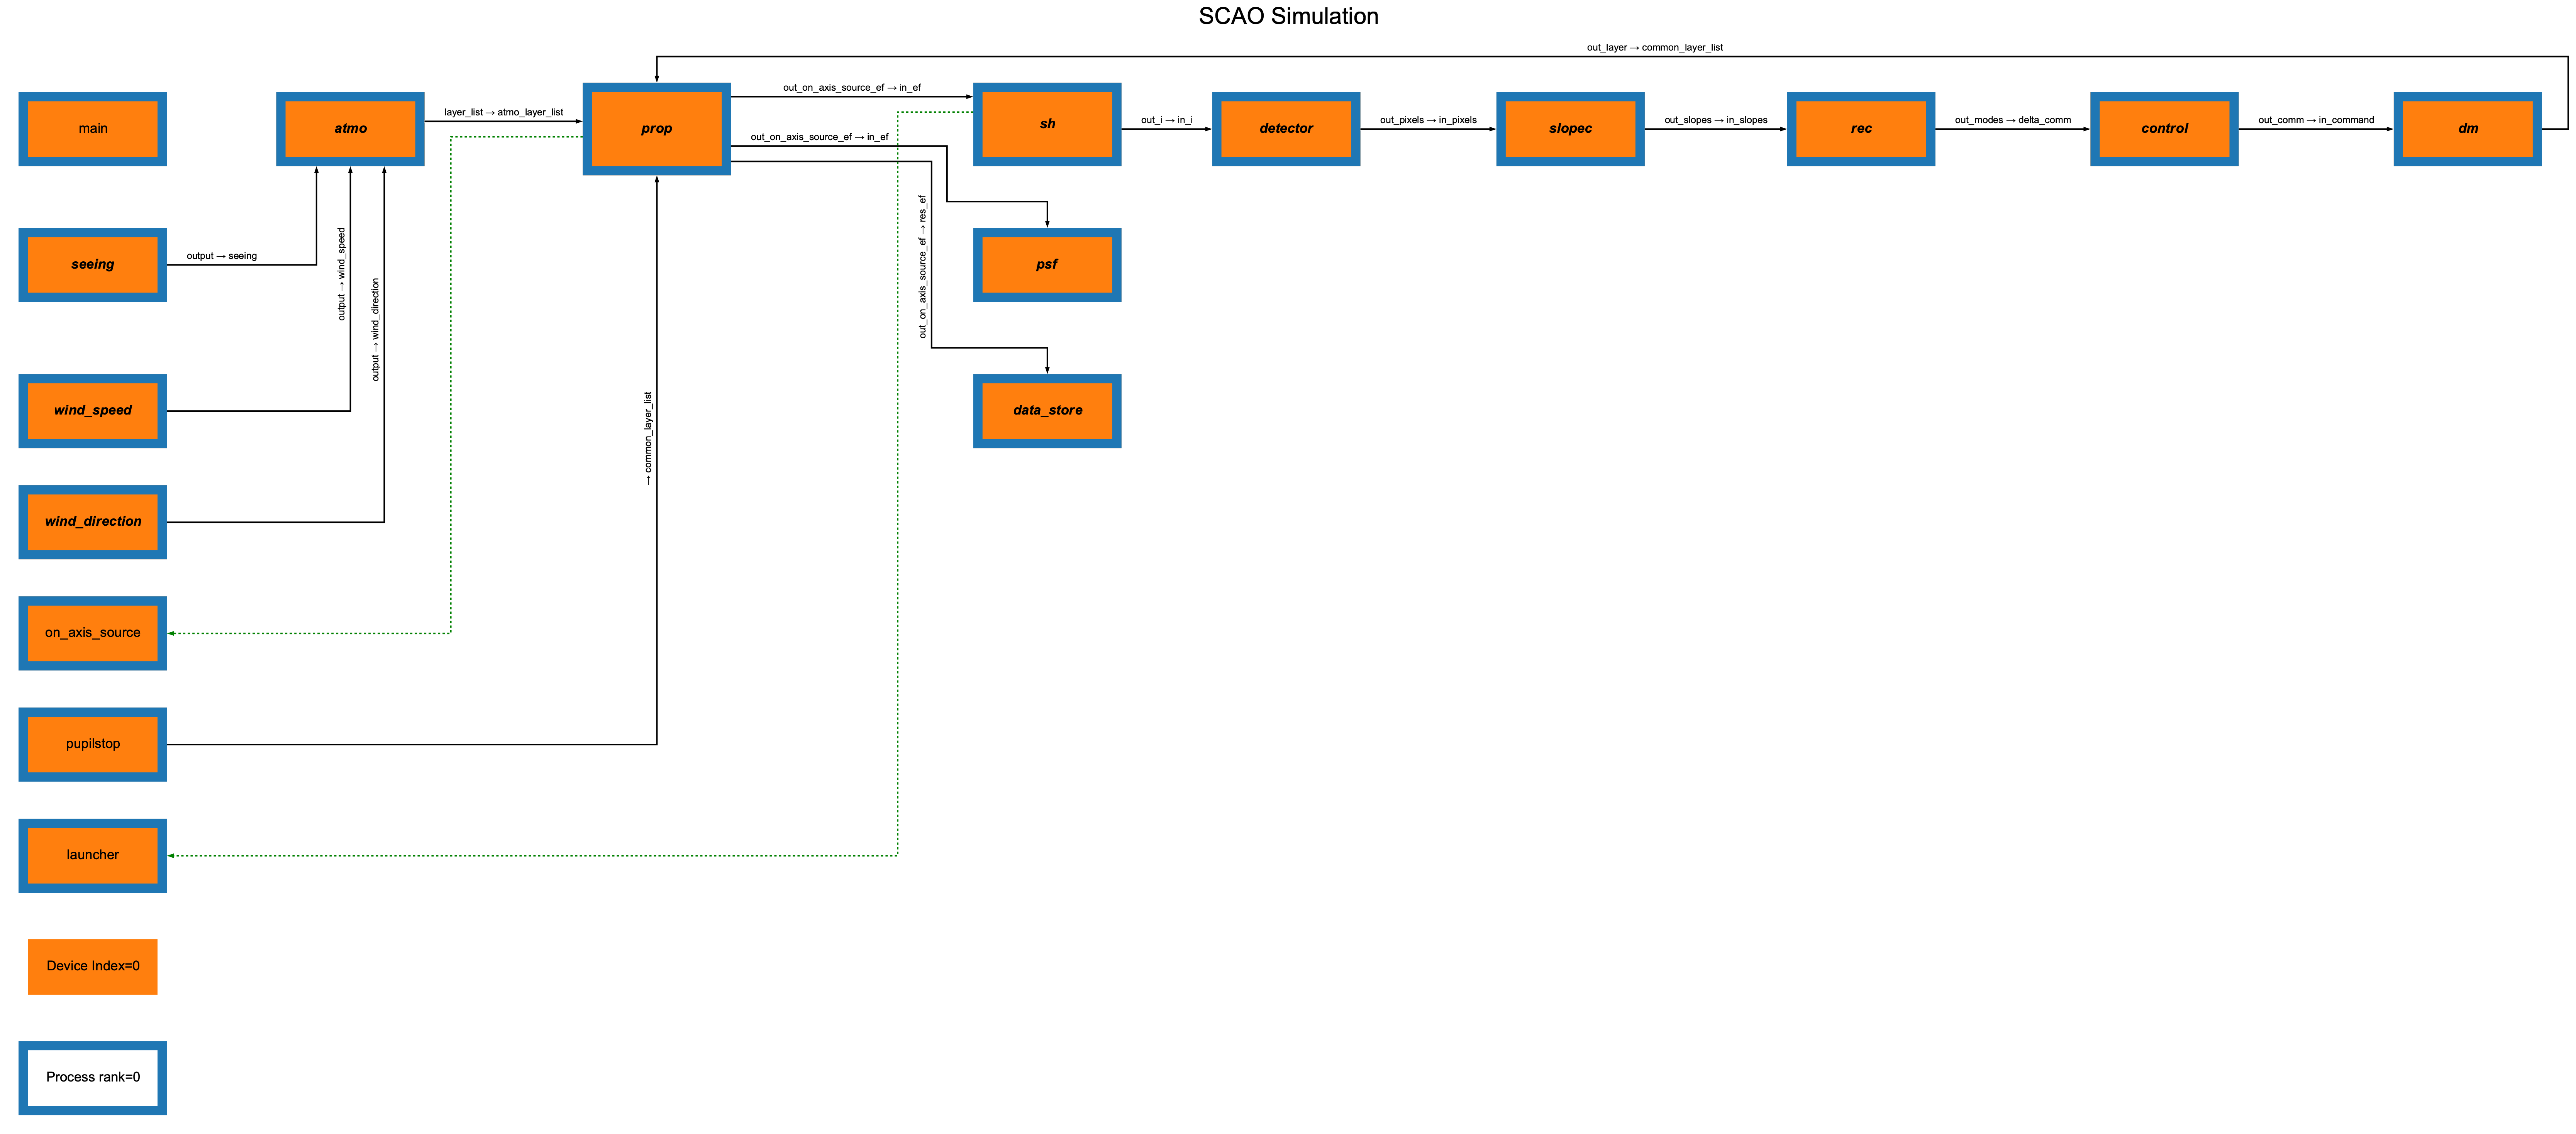 SCAO Simulation
out_layer → common_layer_list
main
atmo
layer_list → atmo_layer_list
prop
out_on_axis_source_ef → in_ef
out_on_axis_source_ef → in_ef
out_on_axis_source_ef → res_ef
sh
out_i → in_i
detector
out_pixels → in_pixels
slopec
out_slopes → in_slopes
rec
out_modes → delta_comm
control
out_comm → in_command
dm
seeing
output → seeing
output → wind_speed
output → wind_direction
psf
wind_speed
→ common_layer_list
data_store
wind_direction
on_axis_source
pupilstop
launcher
Device Index=0
Process rank=0